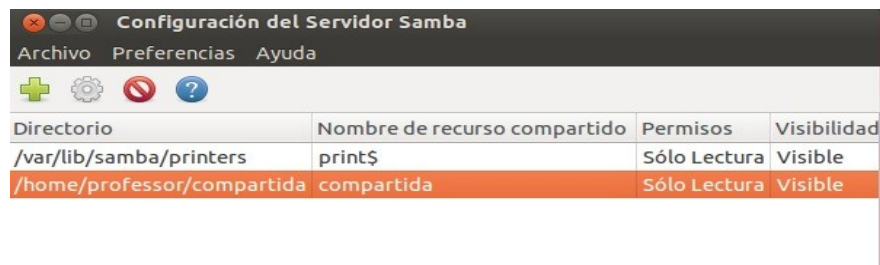 Configuración del Servidor Samba
Archivo Preferencias Ayuda
Directorio Nombre de recurso compartido Permisos Visibilidad
/var/lib/samba/printers print$ Sólo Lectura Visible
/home/professor/compartida compartida Sólo Lectura Visible